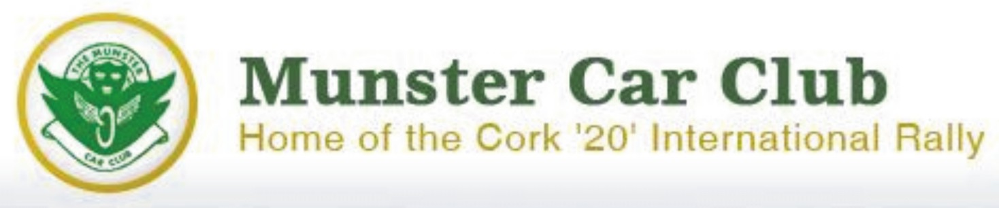 THE MUNSTER
CAR CLUB
Munster Car Club
Home of the Cork '20' International Rally